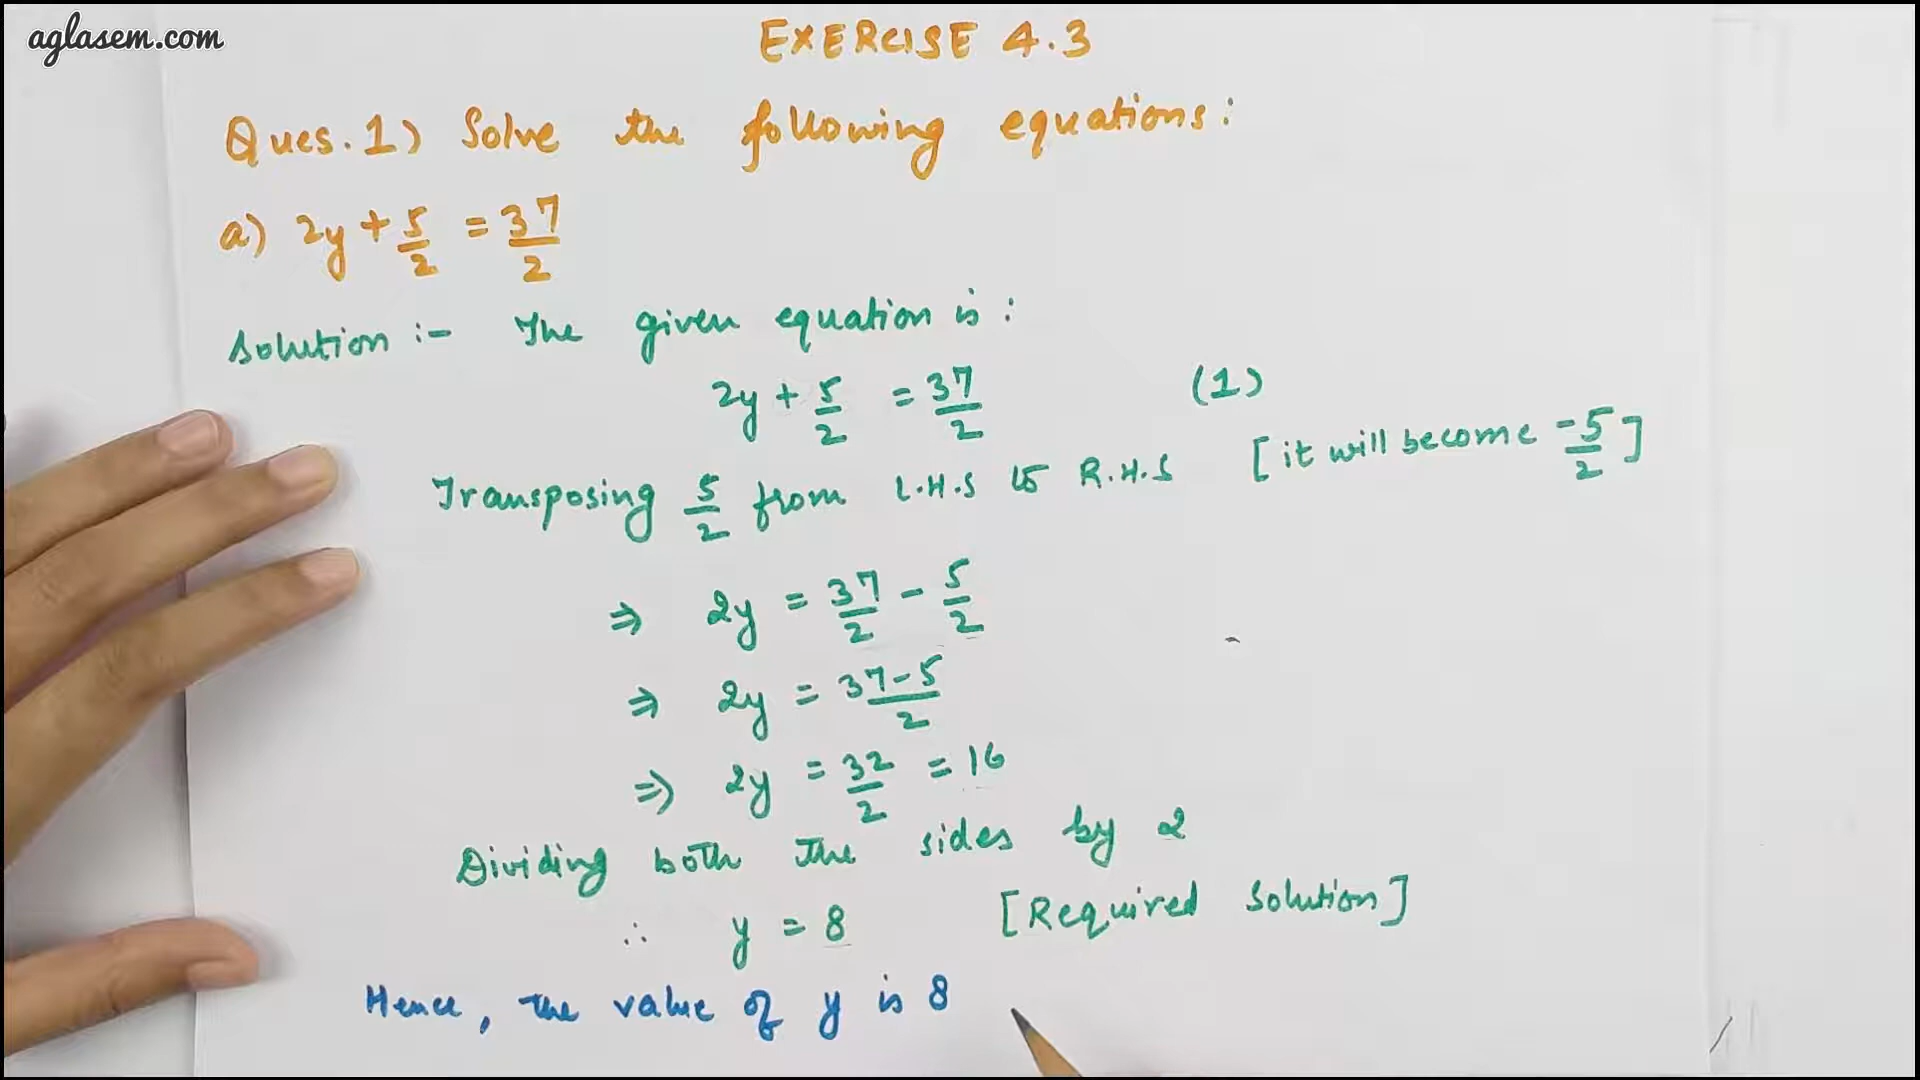 aglasem.com
EXERCISE 4.3
Ques. 1) Solve the following equations:
a) 2y + 5/2 = 37/2
Solution :- The given equation is :
2y + 5/2 = 37/2 (1)
Transposing 5/2 from L.H.S to R.H.S [it will become -5/2]
⇒ 2y = 37/2 - 5/2
⇒ 2y = 37-5/2
⇒ 2y = 32/2 = 16
Dividing both the sides by 2
∴ y = 8 [Required Solution]
Hence, the value of y is 8